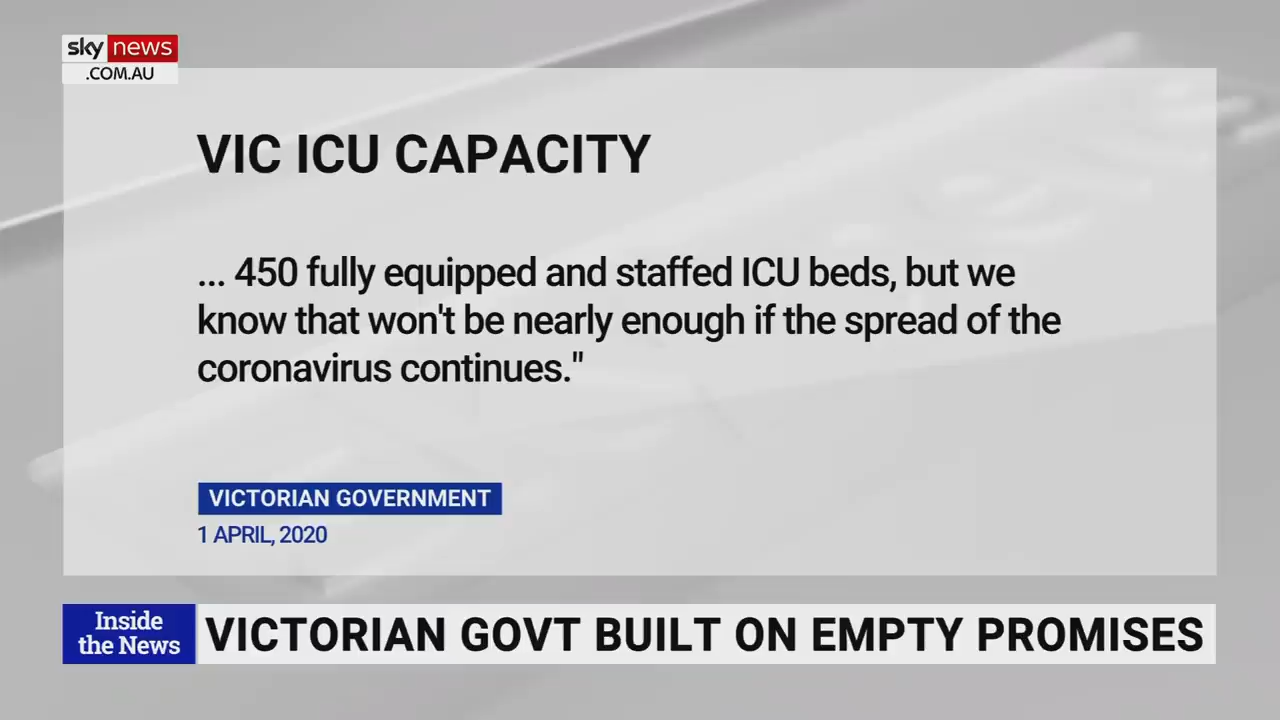 sky news
.COM.AU
VIC ICU CAPACITY
... 450 fully equipped and staffed ICU beds, but we
know that won't be nearly enough if the spread of the
coronavirus continues."
VICTORIAN GOVERNMENT
1 APRIL, 2020
Inside
the News
VICTORIAN GOVT BUILT ON EMPTY PROMISES